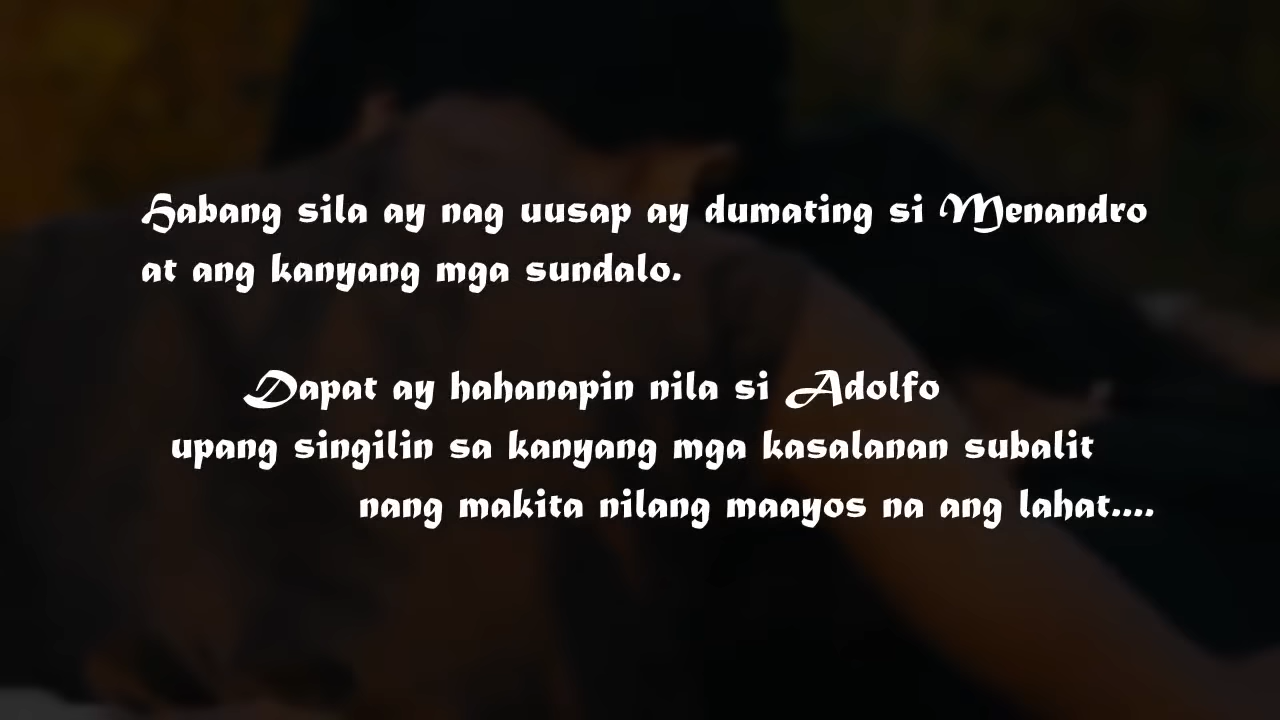 Habang sila ay nag uusap ay dumating si Menandro
at ang kanyang mga sundalo.
Dapat ay hahanapin nila si Adolfo
upang singilin sa kanyang mga kasalanan subalit
nang makita nilang maayos na ang lahat....